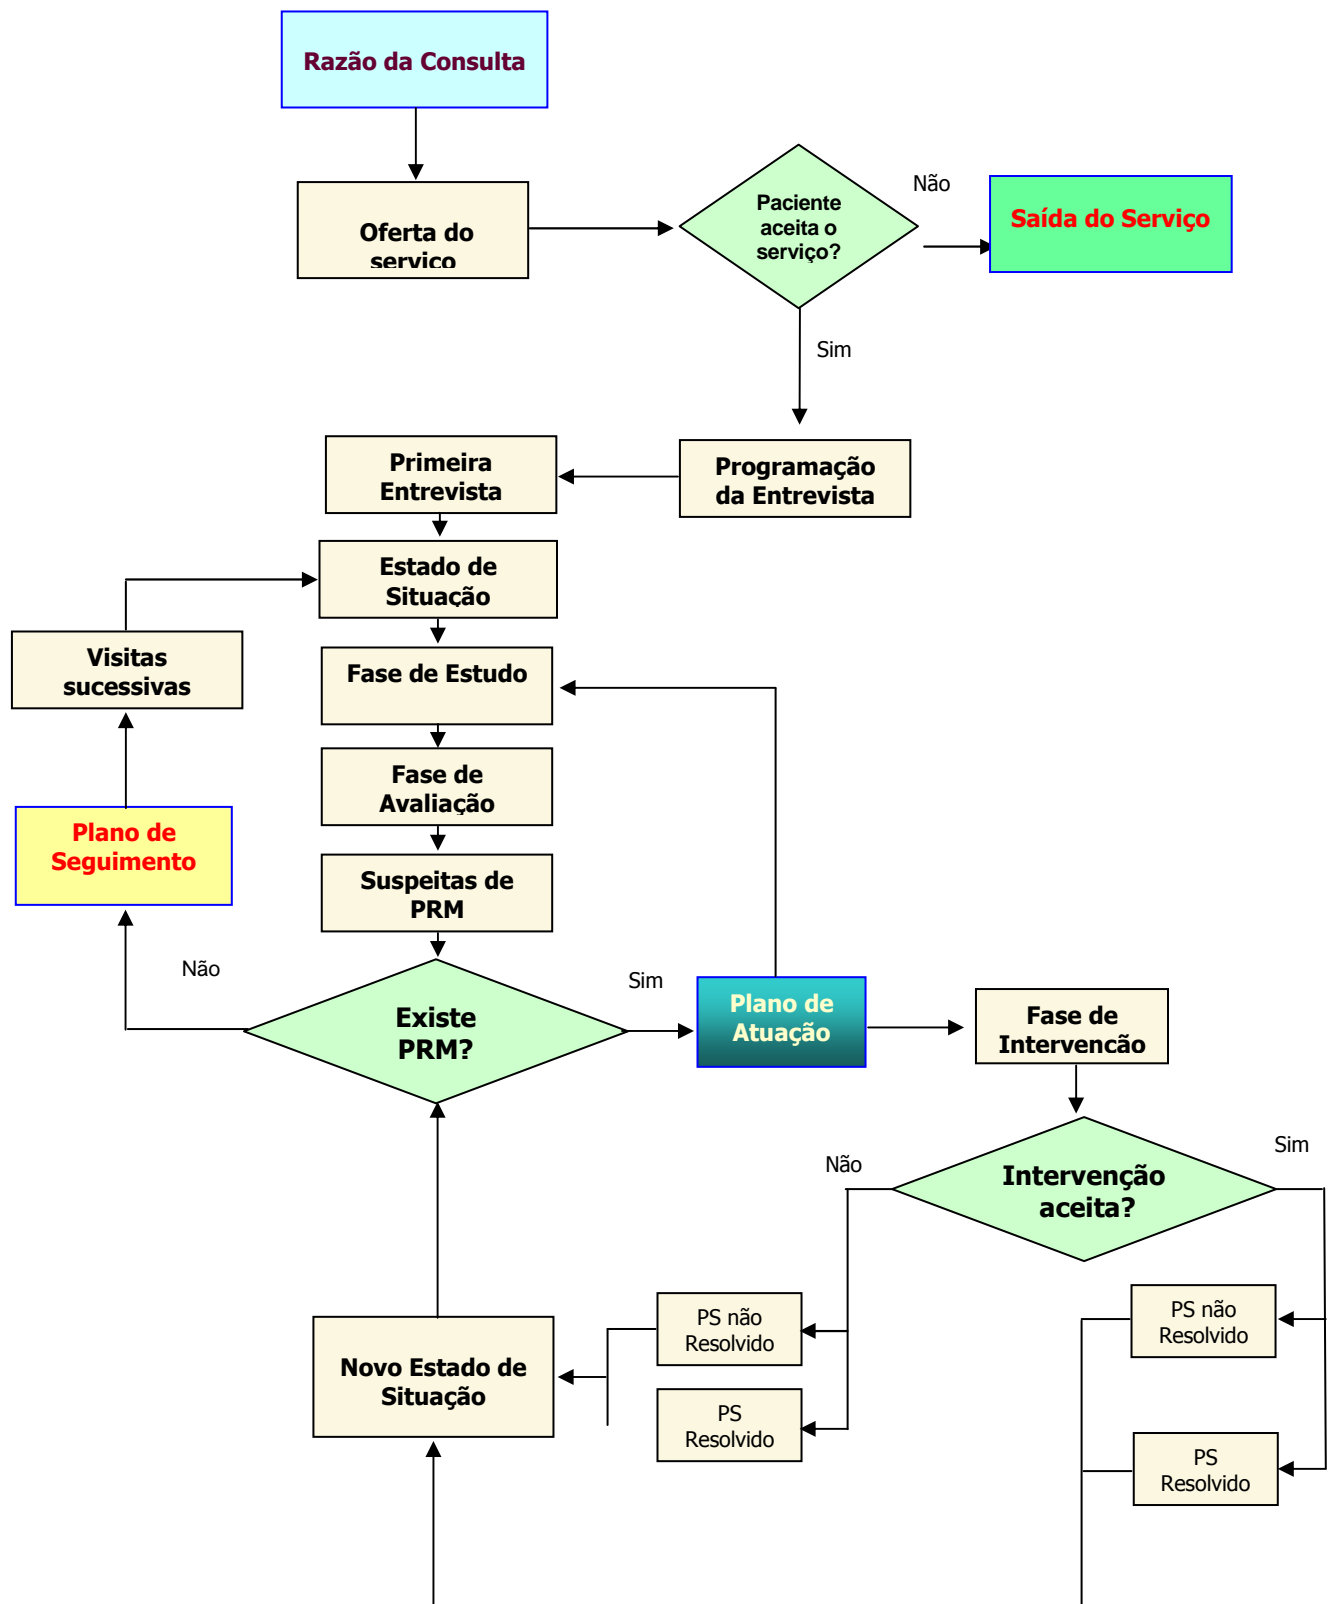 Razão da Consulta
Oferta do
serviço
Paciente
aceita o
serviço?
Não
Saída do Serviço
Sim
Primeira
Entrevista
Programação
da Entrevista
Estado de
Situação
Visitas
sucessivas
Fase de Estudo
Fase de
Avaliação
Plano de
Seguimento
Suspeitas de
PRM
Não
Existe
PRM?
Sim
Plano de
Atuação
Fase de
Intervenção
Não
Intervenção
aceita?
Sim
PS não
Resolvido
PS não
Resolvido
Novo Estado de
Situação
PS
Resolvido
PS
Resolvido